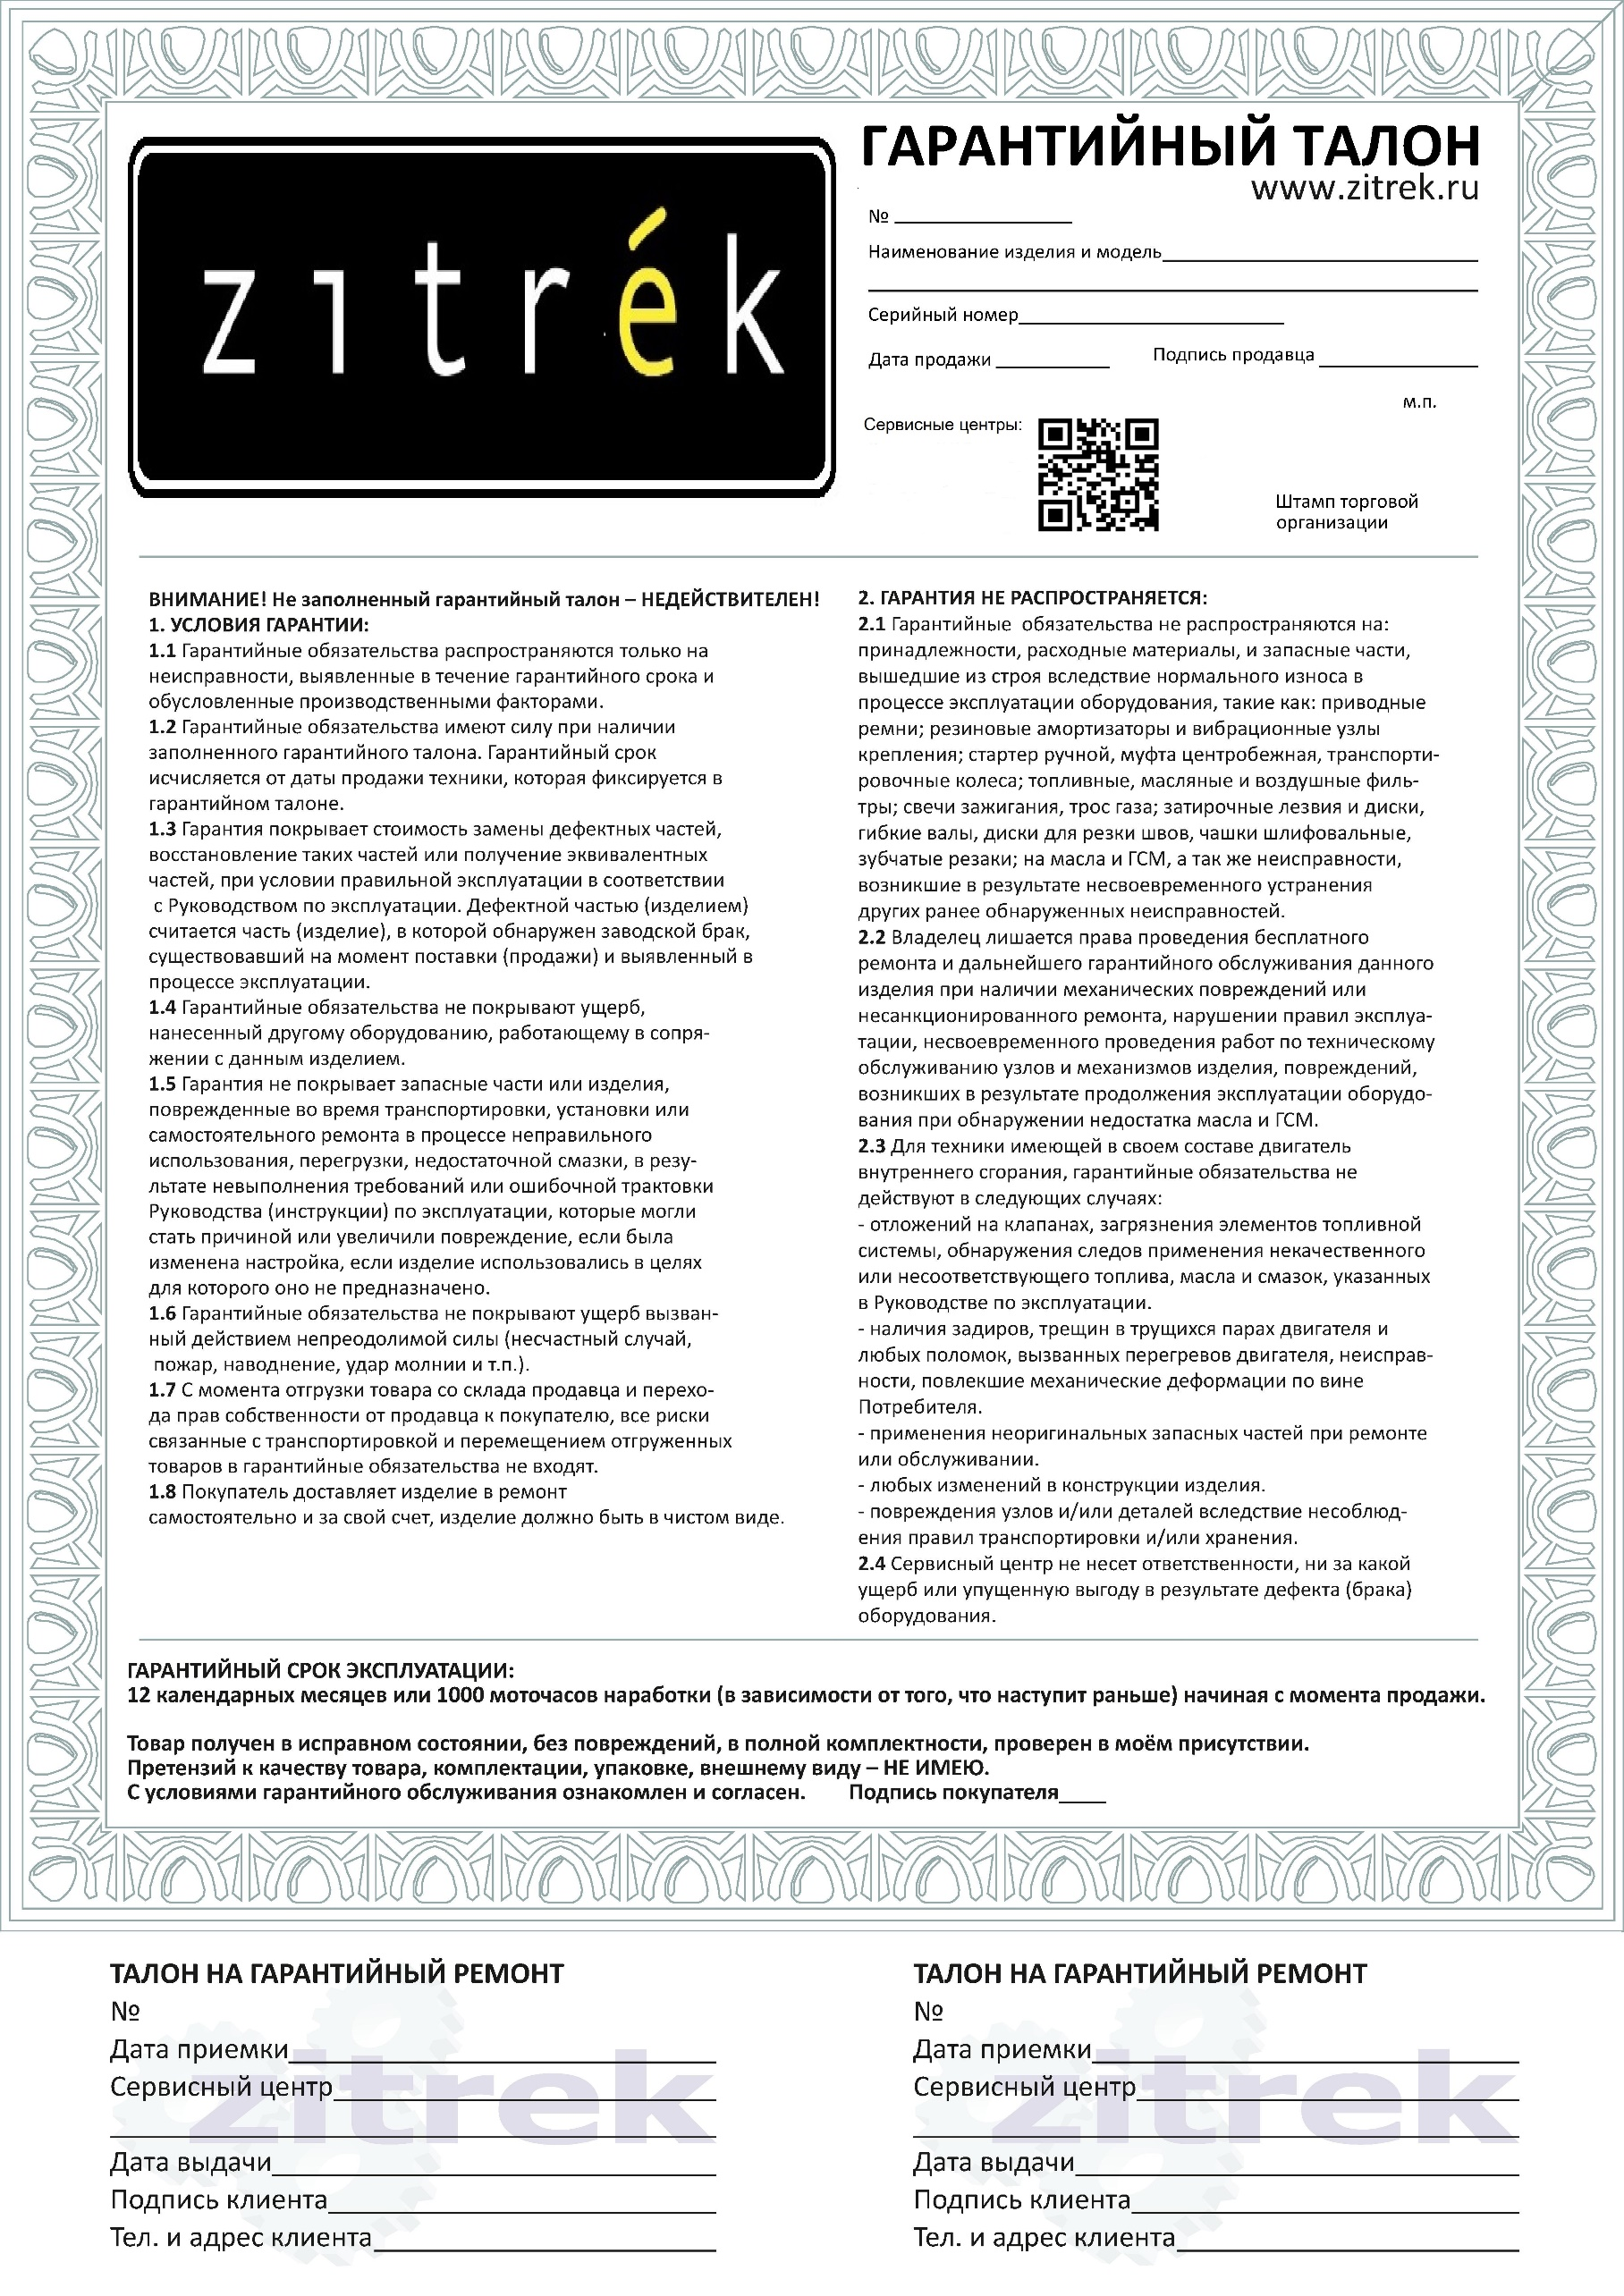 zitrék
ГАРАНТИЙНЫЙ ТАЛОН
www.zitrek.ru
№
Наименование изделия и модель
Серийный номер
Дата продажи Подпись продавца
м.п.
Сервисные центры:
Штамп торговой
организации
ВНИМАНИЕ! Не заполненный гарантийный талон – НЕДЕЙСТВИТЕЛЕН!
1. УСЛОВИЯ ГАРАНТИИ:
1.1 Гарантийные обязательства распространяются только на
неисправности, выявленные в течение гарантийного срока и
обусловленные производственными факторами.
1.2 Гарантийные обязательства имеют силу при наличии
заполненного гарантийного талона. Гарантийный срок
исчисляется от даты продажи техники, которая фиксируется в
гарантийном талоне.
1.3 Гарантия покрывает стоимость замены дефектных частей,
восстановление таких частей или получение эквивалентных
частей, при условии правильной эксплуатации в соответствии
с Руководством по эксплуатации. Дефектной частью (изделием)
считается часть (изделие), в которой обнаружен заводской брак,
существовавший на момент поставки (продажи) и выявленный в
процессе эксплуатации.
1.4 Гарантийные обязательства не покрывают ущерб,
нанесенный другому оборудованию, работающему в сопря-
жении с данным изделием.
1.5 Гарантия не покрывает запасные части или изделия,
поврежденные во время транспортировки, установки или
самостоятельного ремонта в процессе неправильного
использования, перегрузки, недостаточной смазки, в резу-
льтате невыполнения требований или ошибочной трактовки
Руководства (инструкции) по эксплуатации, которые могли
стать причиной или увеличили повреждение, если была
изменена настройка, если изделие использовались в целях
для которого оно не предназначено.
1.6 Гарантийные обязательства не покрывают ущерб вызван-
ный действием непреодолимой силы (несчастный случай,
пожар, наводнение, удар молнии и т.п.).
1.7 С момента отгрузки товара со склада продавца и перехо-
да прав собственности от продавца к покупателю, все риски
связанные с транспортировкой и перемещением отгруженных
товаров в гарантийные обязательства не входят.
1.8 Покупатель доставляет изделие в ремонт
самостоятельно и за свой счет, изделие должно быть в чистом виде.
2. ГАРАНТИЯ НЕ РАСПРОСТРАНЯЕТСЯ:
2.1 Гарантийные обязательства не распространяются на:
принадлежности, расходные материалы, и запасные части,
вышедшие из строя вследствие нормального износа в
процессе эксплуатации оборудования, такие как: приводные
ремни; резиновые амортизаторы и вибрационные узлы
крепления; стартер ручной, муфта центробежная, транспорти-
ровочные колеса; топливные, масляные и воздушные филь-
тры; свечи зажигания, трос газа; затирочные лезвия и диски,
гибкие валы, диски для резки швов, чашки шлифовальные,
зубчатые резаки; на масла и ГСМ, а так же неисправности,
возникшие в результате несвоевременного устранения
других ранее обнаруженных неисправностей.
2.2 Владелец лишается права проведения бесплатного
ремонта и дальнейшего гарантийного обслуживания данного
изделия при наличии механических повреждений или
несанкционированного ремонта, нарушении правил эксплуа-
тации, несвоевременного проведения работ по техническому
обслуживанию узлов и механизмов изделия, повреждений,
возникших в результате продолжения эксплуатации оборудо-
вания при обнаружении недостатка масла и ГСМ.
2.3 Для техники имеющей в своем составе двигатель
внутреннего сгорания, гарантийные обязательства не
действуют в следующих случаях:
- отложений на клапанах, загрязнения элементов топливной
системы, обнаружения следов применения некачественного
или несоответствующего топлива, масла и смазок, указанных
в Руководстве по эксплуатации.
- наличия задиров, трещин в трущихся парах двигателя и
любых поломок, вызванных перегревов двигателя, неисправ-
ности, повлекшие механические деформации по вине
Потребителя.
- применения неоригинальных запасных частей при ремонте
или обслуживании.
- любых изменений в конструкции изделия.
- повреждения узлов и/или деталей вследствие несоблюд-
ения правил транспортировки и/или хранения.
2.4 Сервисный центр не несет ответственности, ни за какой
ущерб или упущенную выгоду в результате дефекта (брака)
оборудования.
ГАРАНТИЙНЫЙ СРОК ЭКСПЛУАТАЦИИ:
12 календарных месяцев или 1000 моточасов наработки (в зависимости от того, что наступит раньше) начиная с момента продажи.
Товар получен в исправном состоянии, без повреждений, в полной комплектности, проверен в моём присутствии.
Претензий к качеству товара, комплектации, упаковке, внешнему виду – НЕ ИМЕЮ.
С условиями гарантийного обслуживания ознакомлен и согласен. Подпись покупателя____
ТАЛОН НА ГАРАНТИЙНЫЙ РЕМОНТ
№
Дата приемки
Сервисный центр
zitrek
Дата выдачи
Подпись клиента
Тел. и адрес клиента
ТАЛОН НА ГАРАНТИЙНЫЙ РЕМОНТ
№
Дата приемки
Сервисный центр
zitrek
Дата выдачи
Подпись клиента
Тел. и адрес клиента